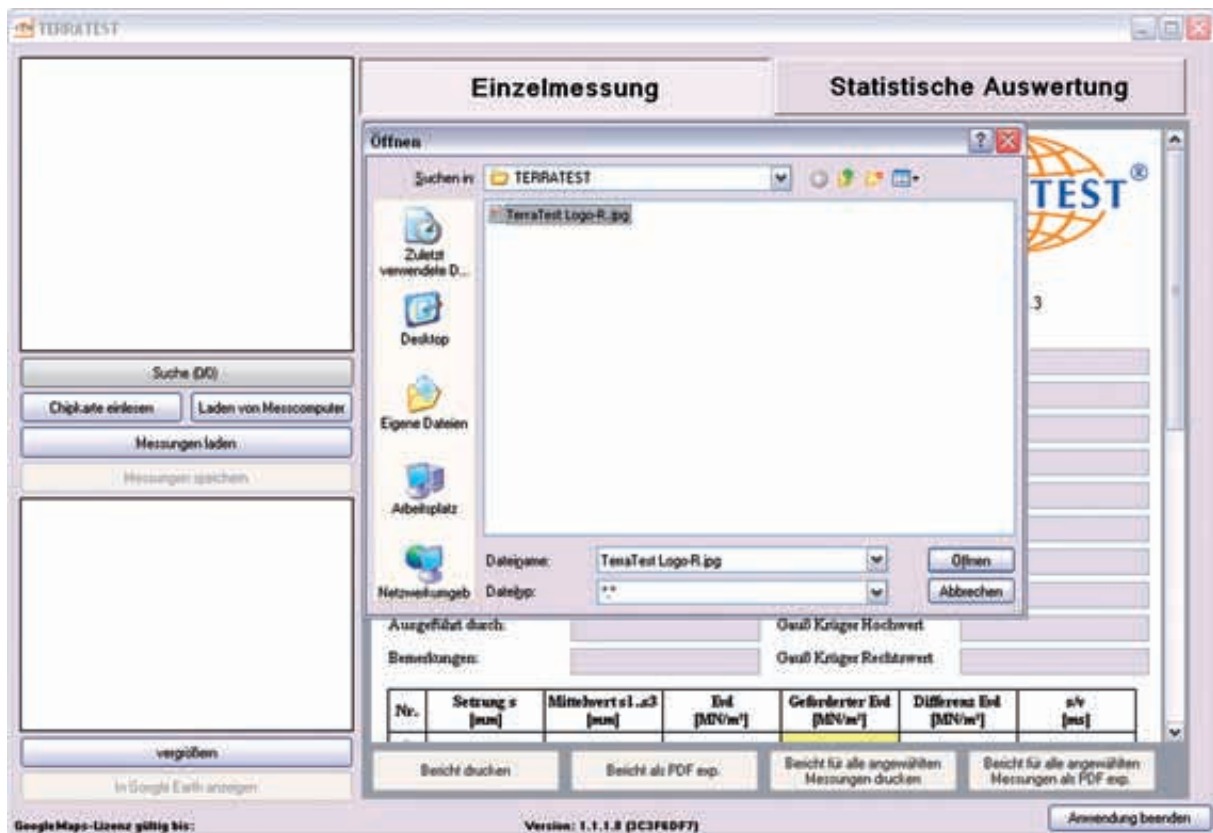 TERRATEST
Einzelmessung
Statistische Auswertung
Öffnen
Suchen in:
TERRATEST
TerraTest Logo-R.jpg
Zuletzt
verwendete D...
Desktop
Eigene Dateien
Arbeitsplatz
Netzwerkumgeb
Dateiname:
TerraTest Logo-R.jpg
Öffnen
Dateityp:
*.*
Abbrechen
TEST®
.3
Suche (0/0)
Chipkarte einlesen
Laden von Messcomputer
Messungen laden
Messungen speichern
vergrößern
In Google Earth anzeigen
Ausgeführt durch:
Gauß Krüger Hochwert
Bemerkungen:
Gauß Krüger Rechtswert
Nr.
Setzung s
[mm]
Mittelwert s1..s3
[mm]
Evd
[MN/m²]
Geforderter Evd
[MN/m²]
Differenz Evd
[MN/m²]
s/v
[ms]
Bericht drucken
Bericht als PDF exp.
Bericht für alle angewählten
Messungen drucken
Bericht für alle angewählten
Messungen als PDF exp.
GoogleMaps-Lizenz gültig bis:
Version: 1.1.1.8 (3C3F6DF7)
Anwendung beenden